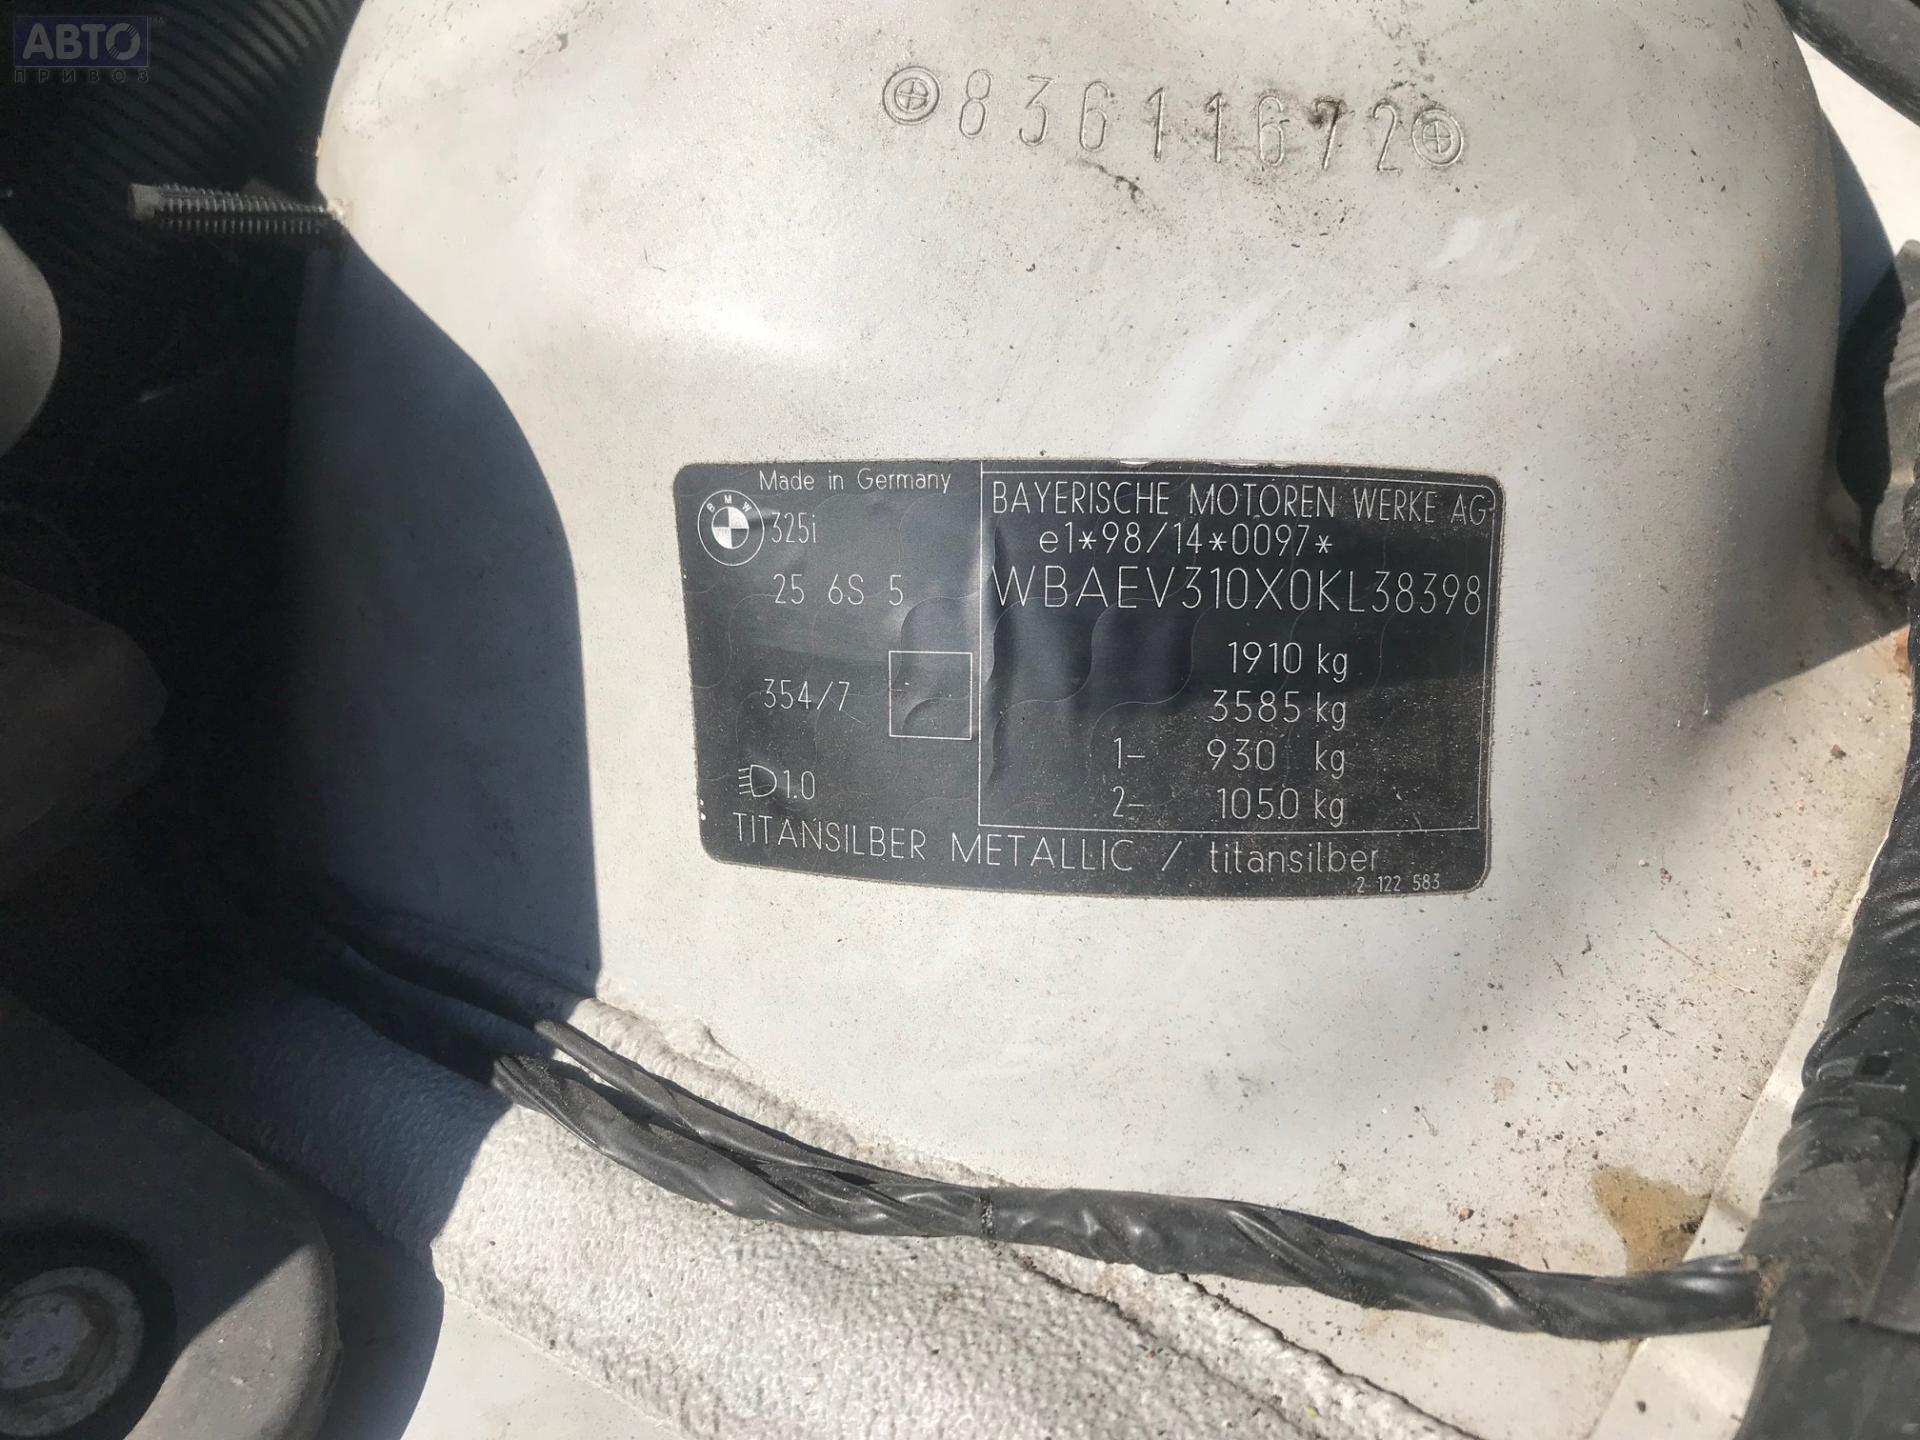 АВТО
ПРИВОЗ
83611672
Made in Germany
BMW
325i
25 6S 5
354/7
1.0
BAYERISCHE MOTOREN WERKE AG
e1*98/14*0097*
WBAEV310X0KL38398
1910 kg
3585 kg
1- 930 kg
2- 1050 kg
TITANSILBER METALLIC / titansilber
2 122 583